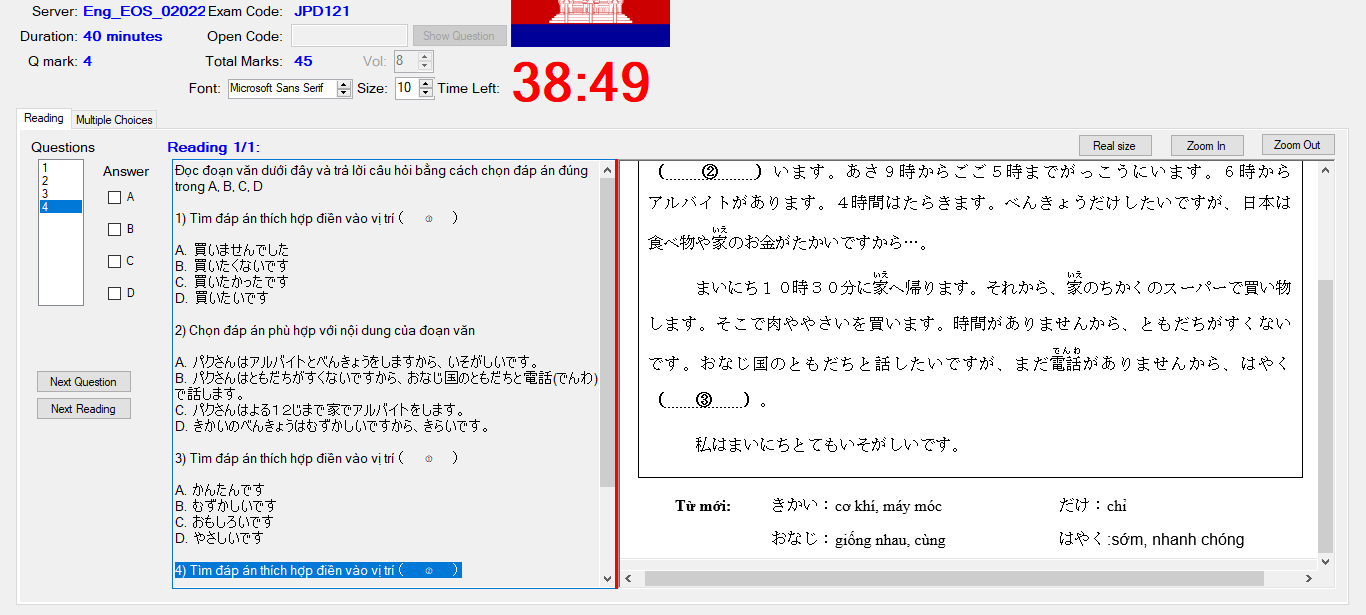 Server: Eng_EOS_02022 Exam Code: JPD121
Duration: 40 minutes Open Code: Show Question
Q mark: 4 Total Marks: 45 Vol: 8
Font: Microsoft Sans Serif Size: 10 Time Left: 38:49
Reading Multiple Choices
Questions
1
2
3
4
Answer
A
B
C
D
Next Question
Next Reading
Reading 1/1:
Real size Zoom In Zoom Out
Đọc đoạn văn dưới đây và trả lời câu hỏi bằng cách chọn đáp án đúng
trong A, B, C, D
1) Tìm đáp án thích hợp điền vào vị trí ( )
A. 買いませんでした
B. 買いたくないです
C. 買いたかったです
D. 買いたいです
2) Chọn đáp án phù hợp với nội dung của đoạn văn
A. パクさんはアルバイトとべんきょうをしますから、いそがしいです。
B. パクさんはともだちがすくないですから、おなじ国のともだちと電話(でんわ)
で話します。
C. パクさんはよる12じまで家でアルバイトをします。
D. きかいのべんきょうはむずかしいですから、きらいです。
3) Tìm đáp án thích hợp điền vào vị trí ( )
A. かんたんです
B. むずかしいです
C. おもしろいです
D. やさしいです
4) Tìm đáp án thích hợp điền vào vị trí ( )
(......②......)います。あさ9時からごご5時までがっこうにいます。6時から
アルバイトがあります。4時間はたらきます。べんきょうだけしたいですが、日本は
いえ
食べ物や家のお金がたかいですから…。
いえ いえ
まいにち10時30分に家へ帰ります。それから、家のちかくのスーパーで買い物
します。そこで肉ややさいを買います。時間がありませんから、ともだちがすくない
でんわ
です。おなじ国のともだちと話したいですが、まだ電話がありませんから、はやく
(......③......)。
私はまいにちとてもいそがしいです。
Từ mới: きかい：cơ khí, máy móc だけ：chỉ
おなじ：giống nhau, cùng はやく:sớm, nhanh chóng